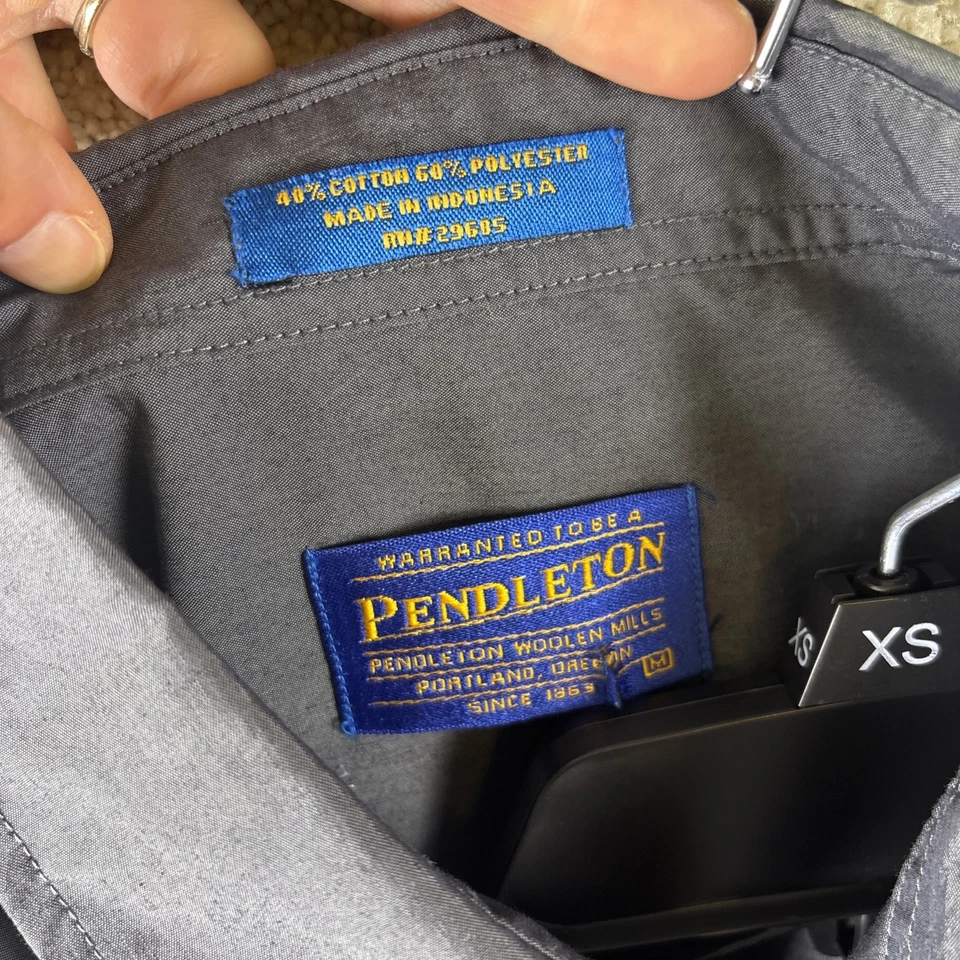 40% COTTON 60% POLYESTER
MADE IN INDONESIA
RN# 29685
WARRANTED TO BE A
PENDLETON
PENDLETON WOOLEN MILLS
PORTLAND, OREGON
M
SINCE 1863
XS
XS